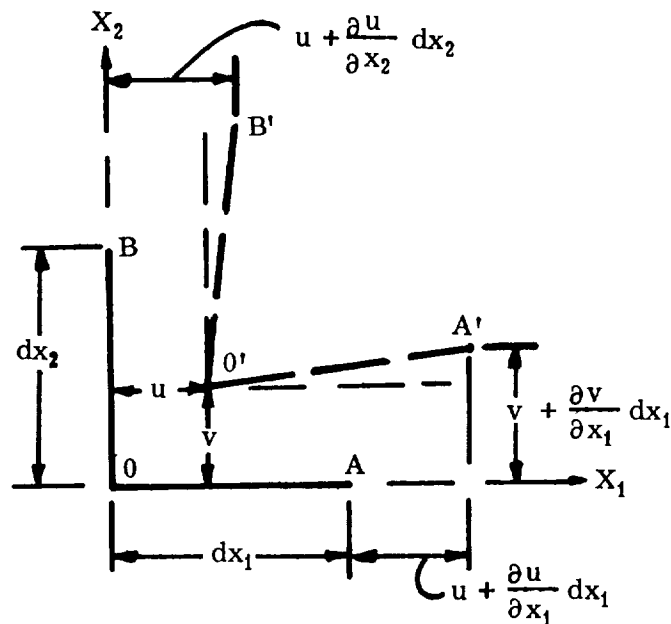 X₂
u + ∂u/∂x₂ dx₂
B'
B
dx₂
A'
0'
u
v
v + ∂v/∂x₁ dx₁
0
A
X₁
dx₁
u + ∂u/∂x₁ dx₁